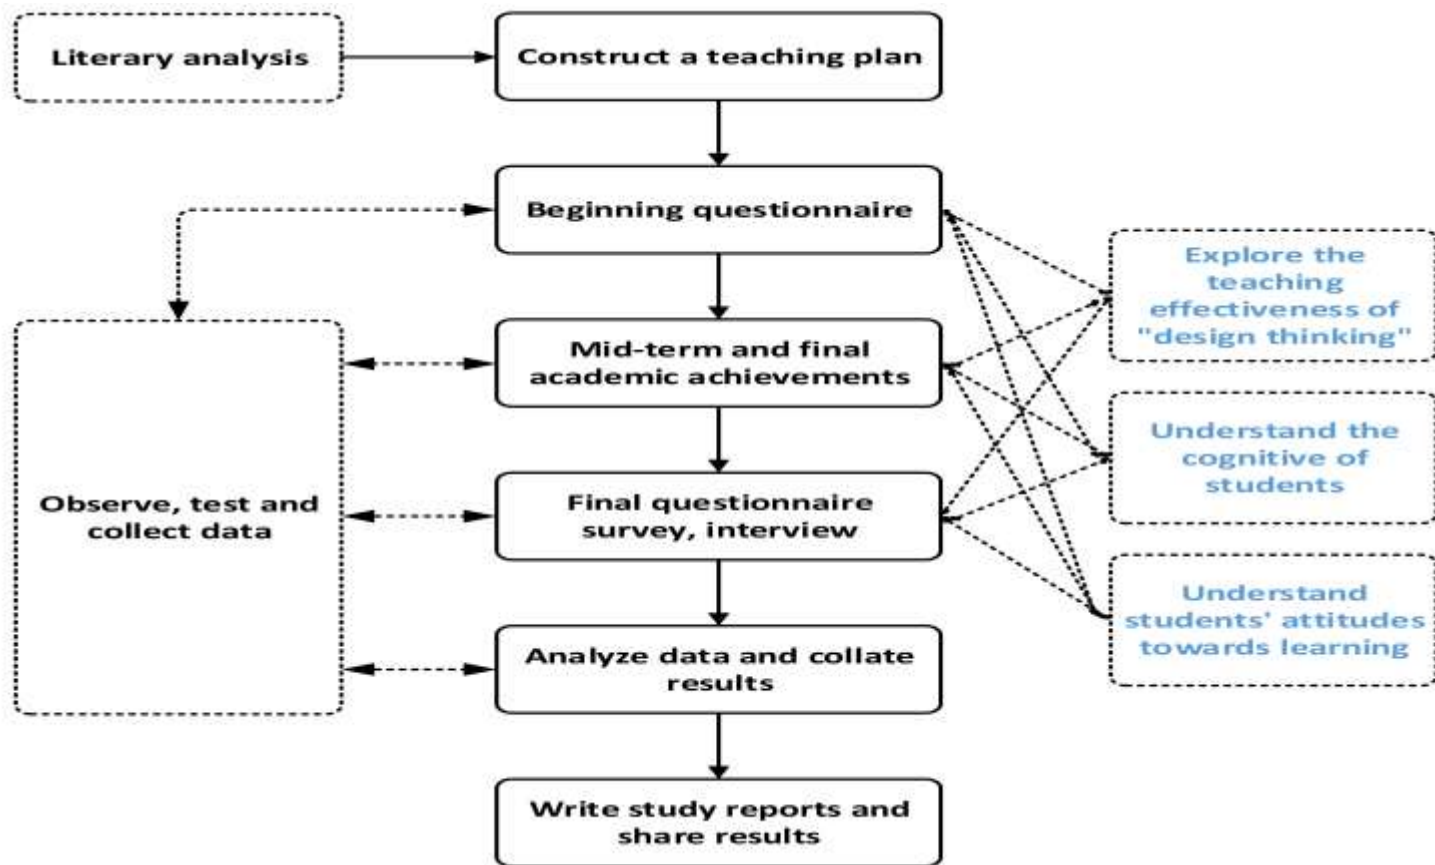 Literary analysis
Construct a teaching plan
Beginning questionnaire
Explore the
teaching
effectiveness of
"design thinking"
Mid-term and final
academic achievements
Understand the
cognitive of
students
Observe, test and
collect data
Final questionnaire
survey, interview
Understand
students' attitudes
towards learning
Analyze data and collate
results
Write study reports and
share results